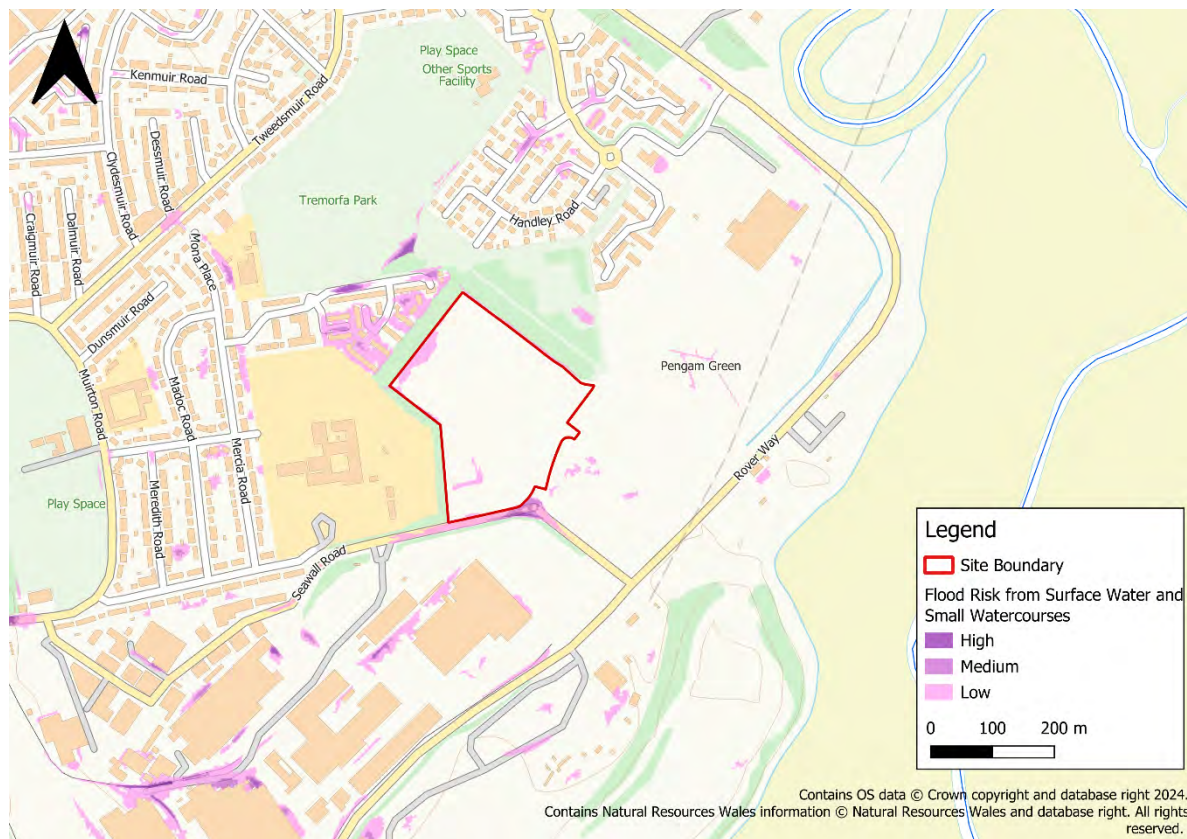 Play Space
Other Sports
Facility
Kenmuir Road
Tweedsmuir Road
Dessmuir Road
Clydesmuir Road
Tremorfa Park
Handley Road
Craigmuir Road
Dalmuir Road
Mona Place
Dunsmuir Road
Muirton Road
Madoc Road
Mercia Road
Meredith Road
Play Space
Pengam Green
Rover Way
Seawall Road
Legend
Site Boundary
Flood Risk from Surface Water and
Small Watercourses
High
Medium
Low
0 100 200 m
Contains OS data © Crown copyright and database right 2024.
Contains Natural Resources Wales information © Natural Resources Wales and database right. All rights
reserved.